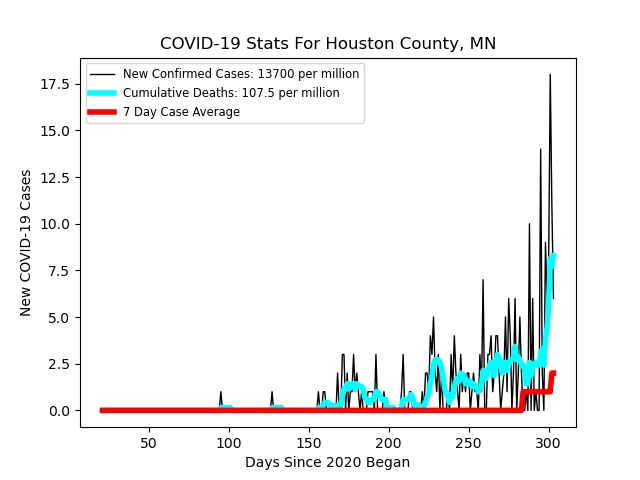 COVID-19 Stats For Houston County, MN
New Confirmed Cases: 13700 per million
Cumulative Deaths: 107.5 per million
7 Day Case Average
New COVID-19 Cases
17.5
15.0
12.5
10.0
7.5
5.0
2.5
0.0
50 100 150 200 250 300
Days Since 2020 Began